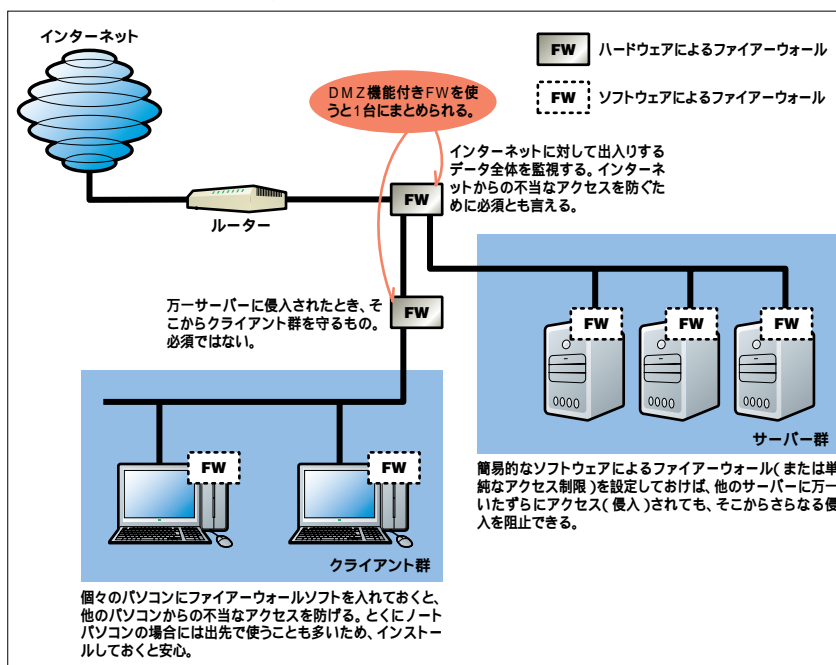 インターネット
FW ハードウェアによるファイアーウォール
FW ソフトウェアによるファイアーウォール
DMZ機能付きFWを使
うと1台にまとめられる。
インターネットに対して出入りする
データ全体を監視する。インターネ
ットからの不当なアクセスを防ぐた
めに必須とも言える。
FW
ルーター
万一サーバーに侵入されたとき、そ
こからクライアント群を守るもの。
必須ではない。
FW
FW
FW
FW
サーバー群
簡易的なソフトウェアによるファイアーウォール(または単
純なアクセス制限)を設定しておけば、他のサーバーに万一
いたずらにアクセス(侵入)されても、そこからさらなる侵
入を阻止できる。
FW
FW
クライアント群
個々のパソコンにファイアーウォールソフトを入れておくと、
他のパソコンからの不当なアクセスを防げる。とくにノート
パソコンの場合には出先で使うことも多いため、インストー
ルしておくと安心。